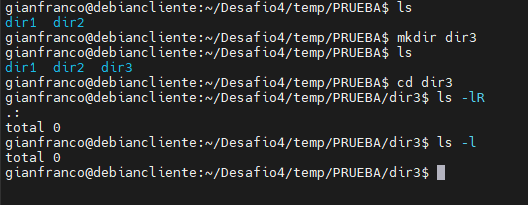 gianfranco@debiancliente:~/Desafio4/temp/PRUEBA$ ls
dir1  dir2
gianfranco@debiancliente:~/Desafio4/temp/PRUEBA$ mkdir dir3
gianfranco@debiancliente:~/Desafio4/temp/PRUEBA$ ls
dir1  dir2  dir3
gianfranco@debiancliente:~/Desafio4/temp/PRUEBA$ cd dir3
gianfranco@debiancliente:~/Desafio4/temp/PRUEBA/dir3$ ls -lR
.:
total 0
gianfranco@debiancliente:~/Desafio4/temp/PRUEBA/dir3$ ls -l
total 0
gianfranco@debiancliente:~/Desafio4/temp/PRUEBA/dir3$